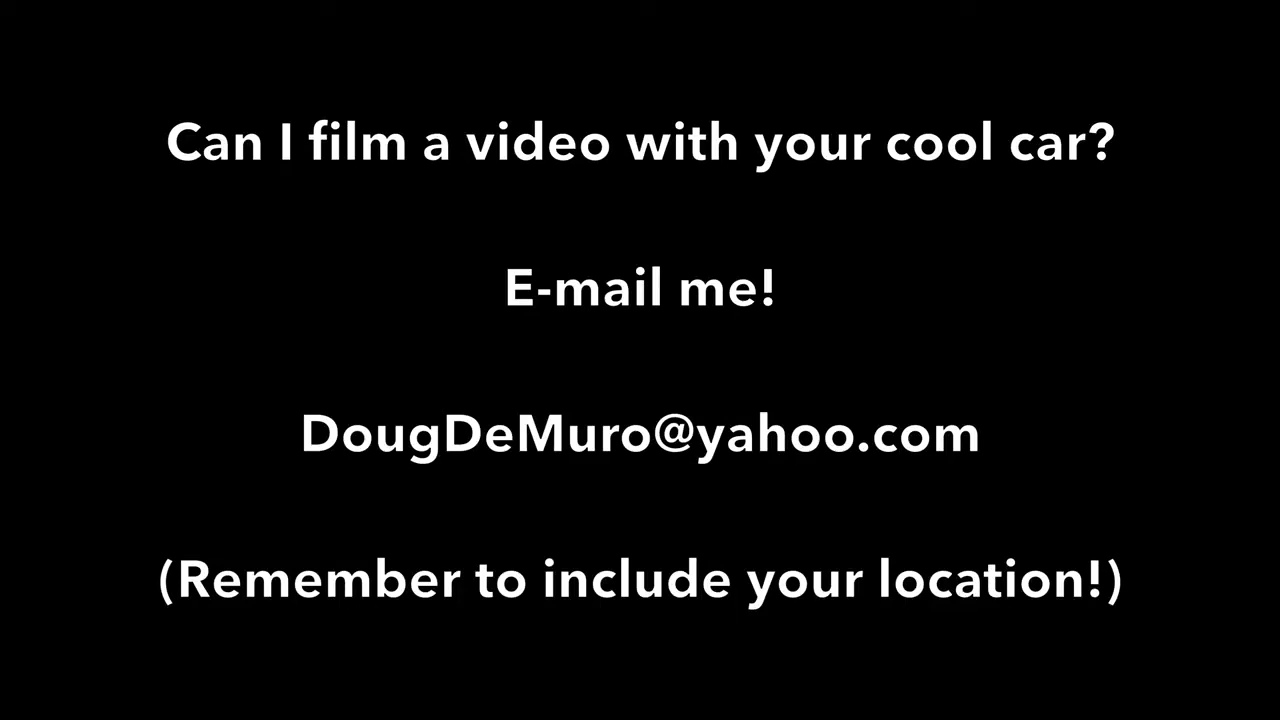 Can I film a video with your cool car?
E-mail me!
DougDeMuro@yahoo.com
(Remember to include your location!)